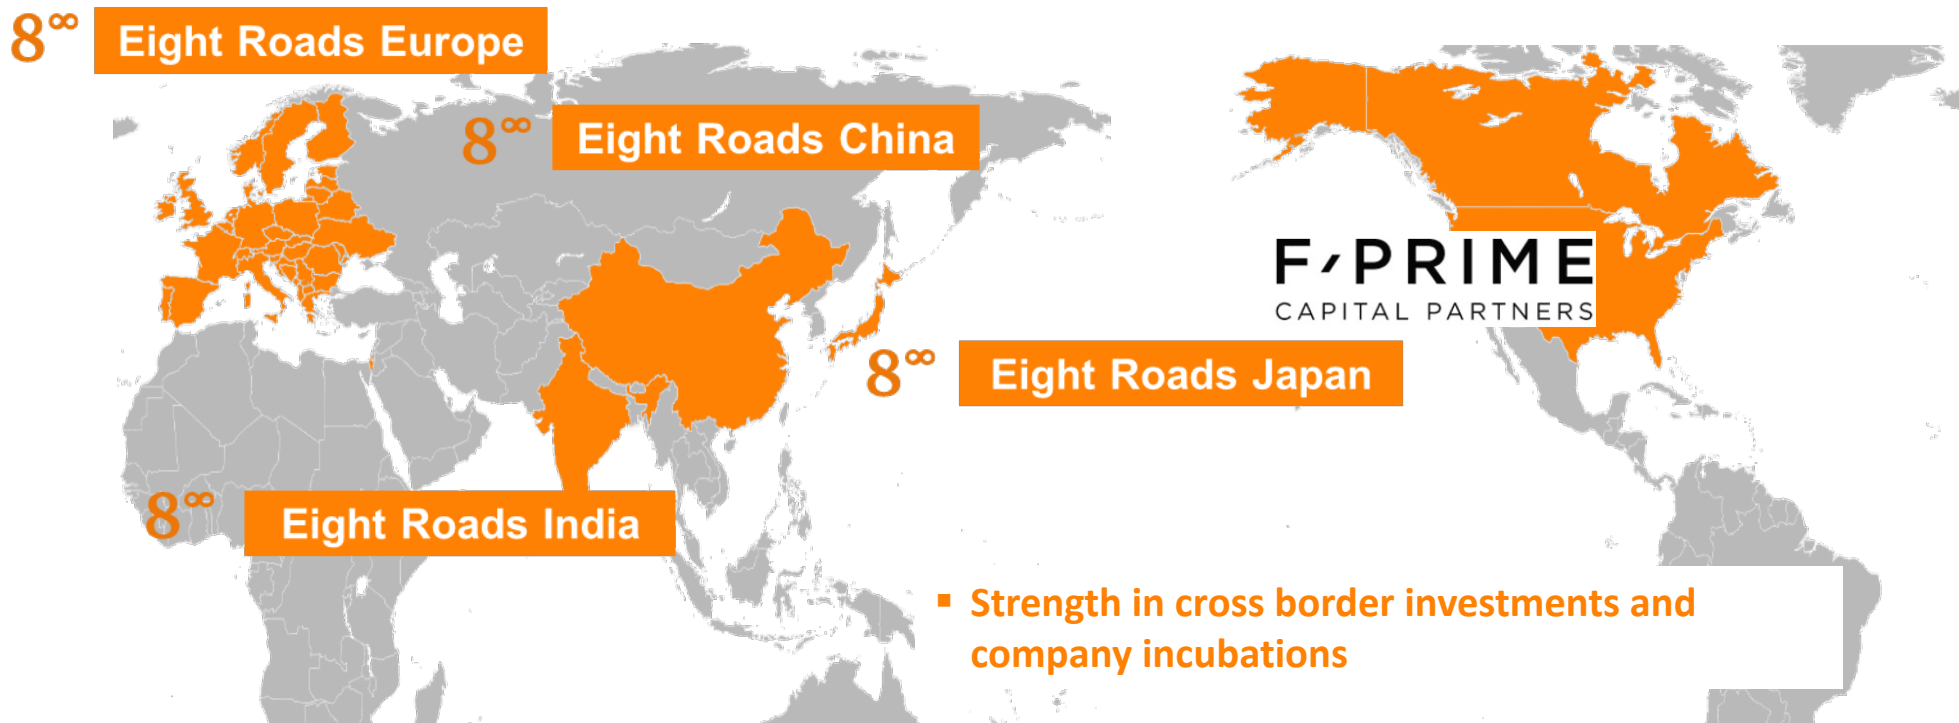 8∞ Eight Roads Europe
8∞ Eight Roads China
F-PRIME
CAPITAL PARTNERS
8∞ Eight Roads Japan
8∞ Eight Roads India
▪ Strength in cross border investments and
company incubations